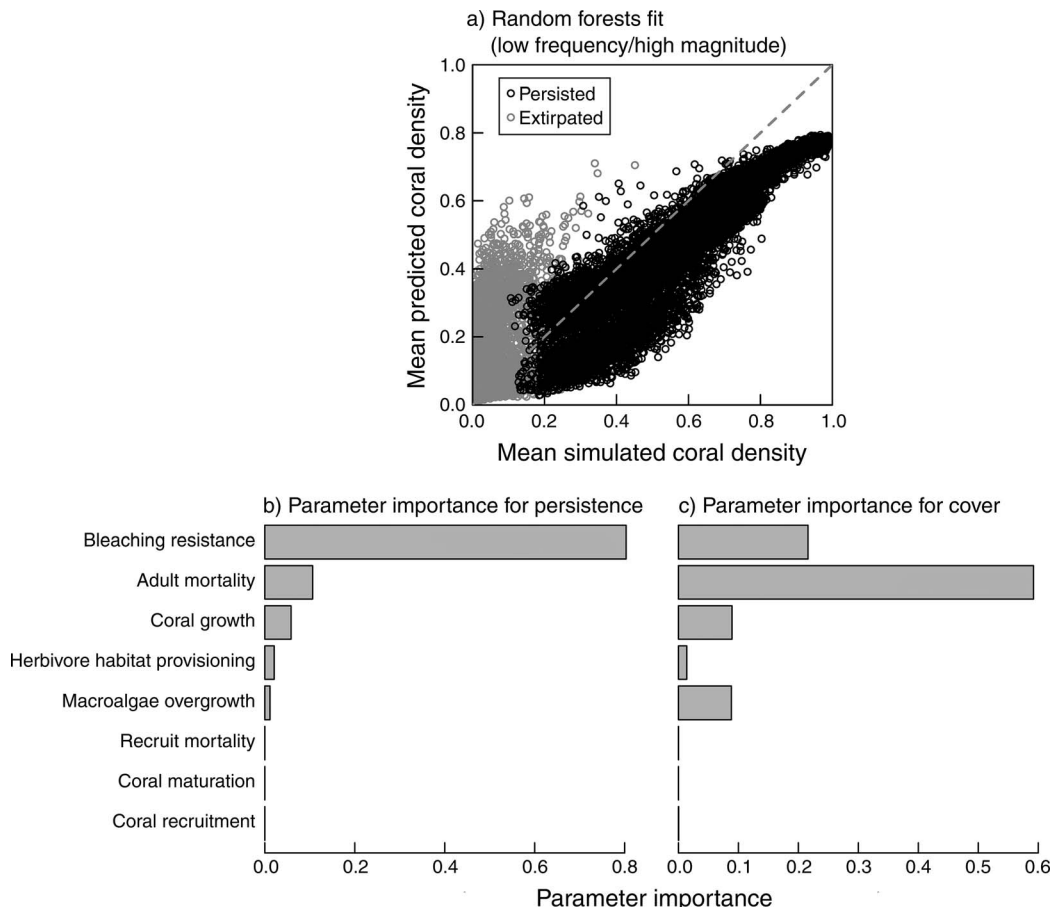 a) Random forests fit
(low frequency/high magnitude)
Persisted
Extirpated
Mean predicted coral density
1.0
0.8
0.6
0.4
0.2
0.0
0.0 0.2 0.4 0.6 0.8 1.0
Mean simulated coral density
b) Parameter importance for persistence
c) Parameter importance for cover
Bleaching resistance
Adult mortality
Coral growth
Herbivore habitat provisioning
Macroalgae overgrowth
Recruit mortality
Coral maturation
Coral recruitment
0.0 0.2 0.4 0.6 0.8
0.0 0.1 0.2 0.3 0.4 0.5 0.6
Parameter importance